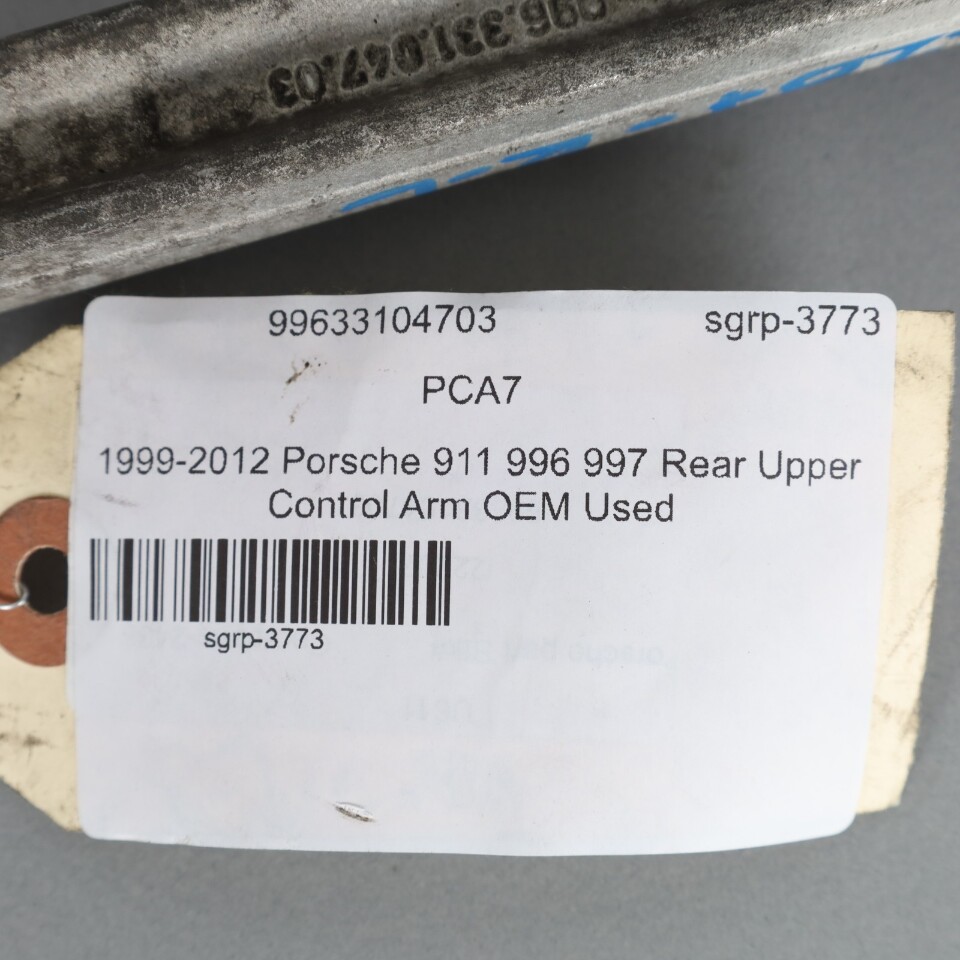 996.331.047.03
99633104703 sgrp-3773
PCA7
1999-2012 Porsche 911 996 997 Rear Upper
Control Arm OEM Used
sgrp-3773